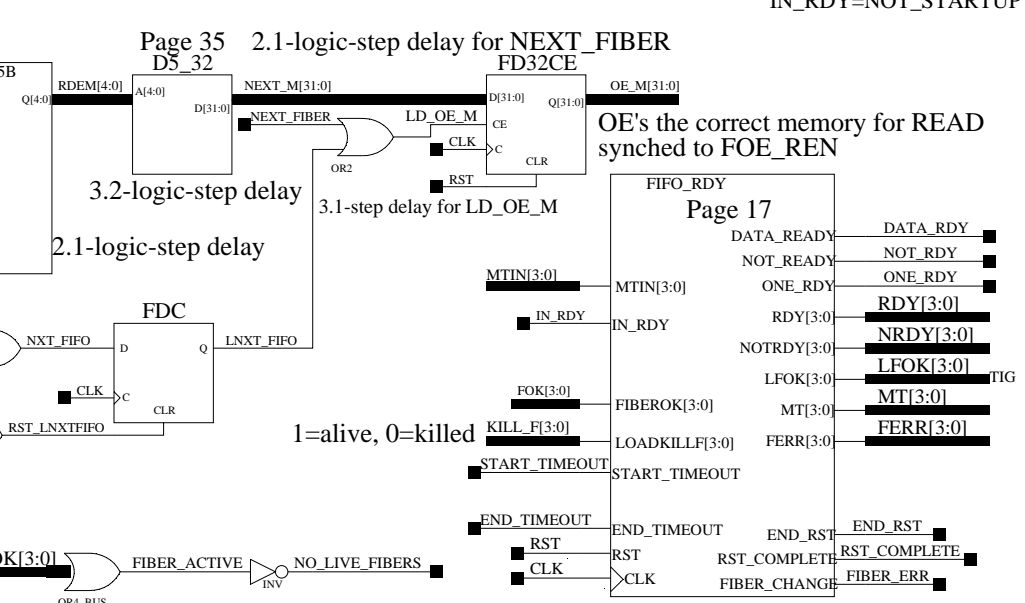 IN_RDY=NOT_STARTUP
Page 35 2.1-logic-step delay for NEXT_FIBER
5B
D5_32
FD32CE
RDEM[4:0]
NEXT_M[31:0]
OE_M[31:0]
Q[4:0]
A[4:0]
D[31:0]
D[31:0]
Q[31:0]
NEXT_FIBER
LD_OE_M
CE
CLK
C
OR2
CLR
RST
OE's the correct memory for READ
synched to FOE_REN
3.2-logic-step delay
3.1-step delay for LD_OE_M
2.1-logic-step delay
FIFO_RDY
Page 17
DATA_READY
DATA_RDY
NOT_READY
NOT_RDY
MTIN[3:0]
MTIN[3:0]
ONE_RDY
ONE_RDY
IN_RDY
IN_RDY
RDY[3:0]
RDY[3:0]
NOTRDY[3:0]
NRDY[3:0]
LFOK[3:0]
LFOK[3:0]
TIG
FOK[3:0]
FIBEROK[3:0]
MT[3:0]
MT[3:0]
1=alive, 0=killed
KILL_F[3:0]
LOADKILLF[3:0]
FERR[3:0]
FERR[3:0]
START_TIMEOUT
START_TIMEOUT
END_TIMEOUT
END_TIMEOUT
END_RST
END_RST
RST
RST
RST_COMPLETE
RST_COMPLETE
CLK
CLK
FIBER_CHANGE
FIBER_ERR
FDC
NXT_FIFO
D
Q
LNXT_FIFO
CLK
C
CLR
RST_LNXTFIFO
OK[3:0]
FIBER_ACTIVE
NO_LIVE_FIBERS
INV
OR4_BUS